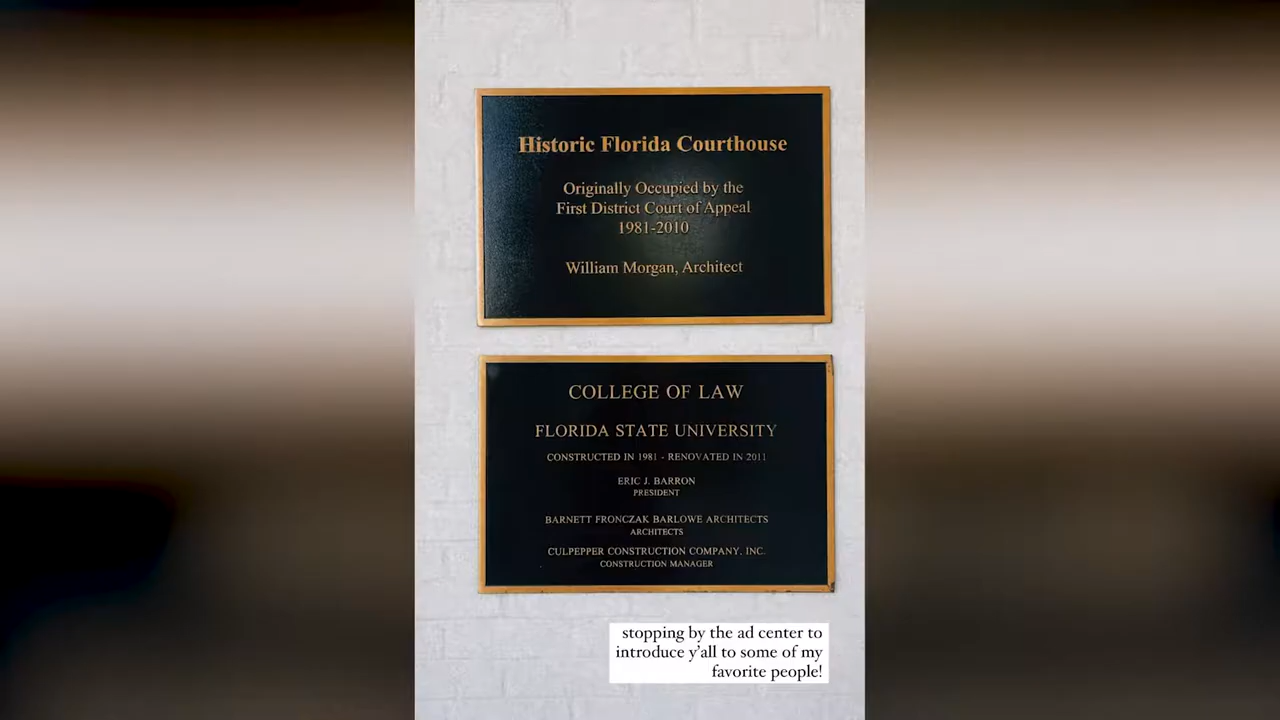 Historic Florida Courthouse
Originally Occupied by the
First District Court of Appeal
1981-2010
William Morgan, Architect
COLLEGE OF LAW
FLORIDA STATE UNIVERSITY
CONSTRUCTED IN 1981 - RENOVATED IN 2011
ERIC J. BARRON
PRESIDENT
BARNETT FRONCZAK BARLOWE ARCHITECTS
ARCHITECTS
CULPEPPER CONSTRUCTION COMPANY, INC.
CONSTRUCTION MANAGER
stopping by the ad center to
introduce y'all to some of my
favorite people!